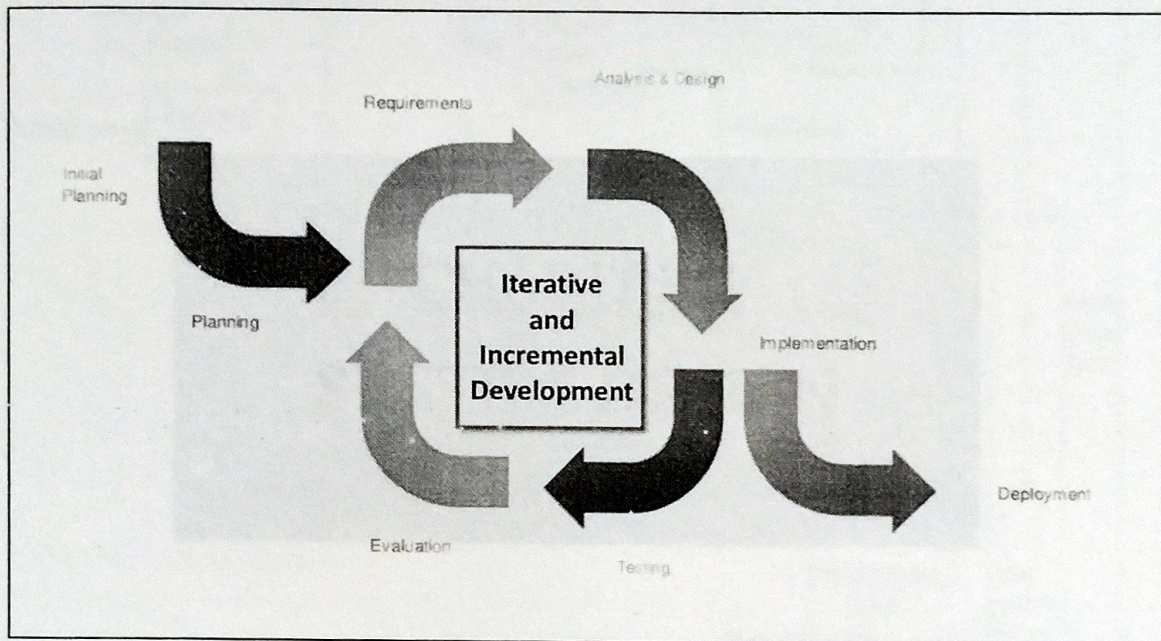 Analysis & Design
Requirements
Initial
Planning
Planning
Iterative
and
Incremental
Development
Implementation
Deployment
Evaluation
Testing